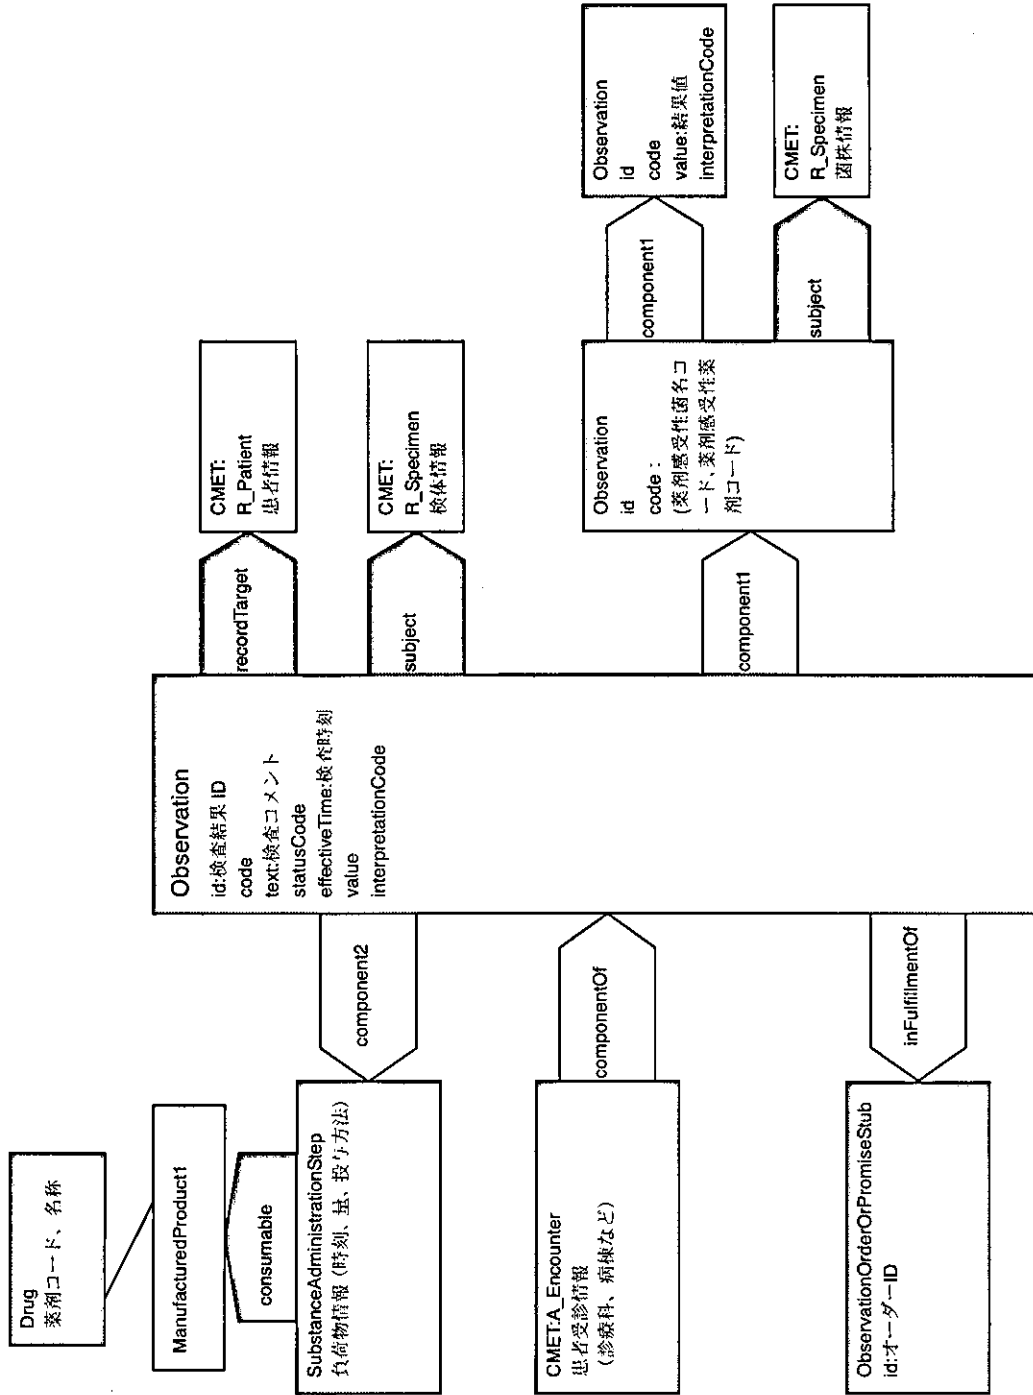 Drug
薬剤コード、名称
ManufacturedProduct1
consumable
SubstanceAdministrationStep
負荷物情報（時刻、量、投与方法）
component2
CMET:A_Encounter
患者受診情報
（診療科、病棟など）
componentOf
ObservationOrderOrPromiseStub
id:オーダーID
inFulfillmentOf
Observation
id:検査結果 ID
code
text:検査コメント
statusCode
effectiveTime:検査時刻
value
interpretationCode
recordTarget
CMET:
R_Patient
患者情報
subject
CMET:
R_Specimen
検体情報
component1
Observation
id
code :
(薬剤感受性菌名コ
ード、薬剤感受性薬
剤コード)
component1
Observation
id
code
value:結果値
interpretationCode
subject
CMET:
R_Specimen
菌株情報